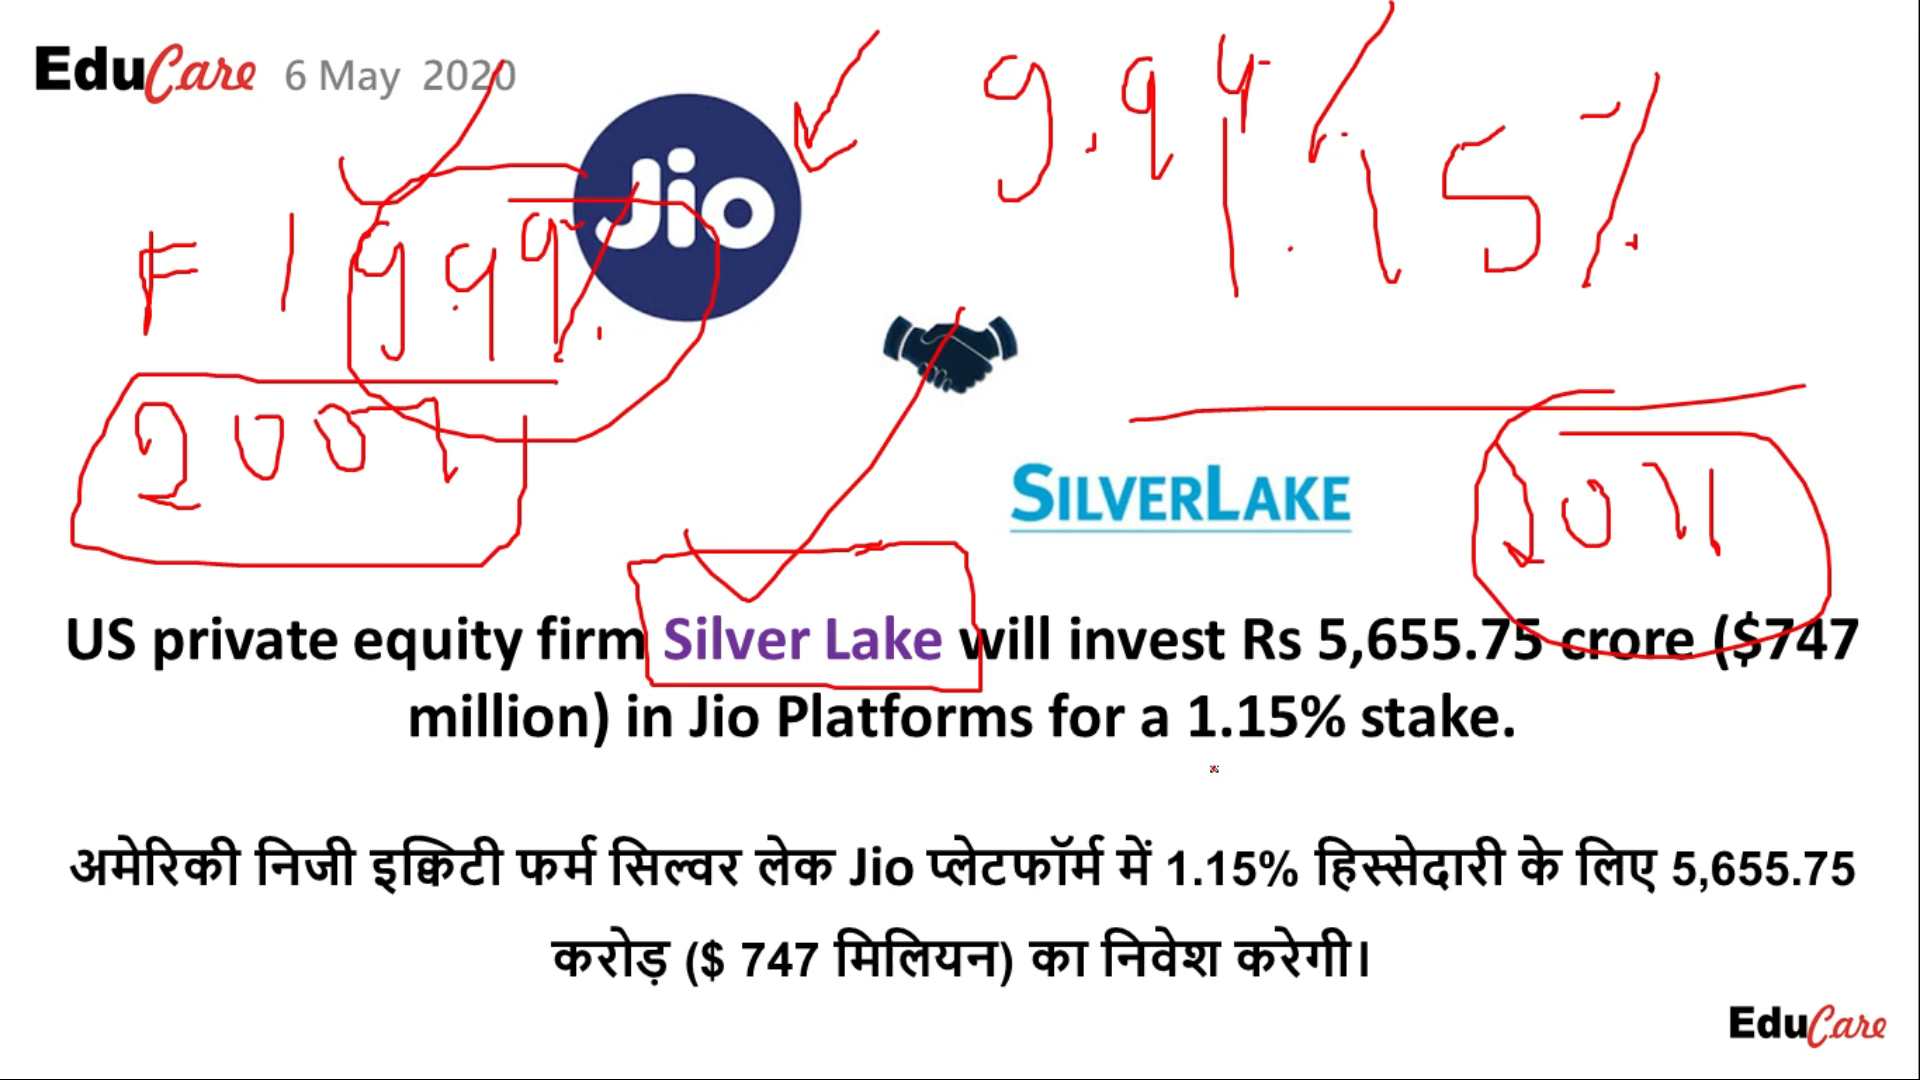 EduCare 6 May 2020
9.99%
Jio
1.15%
F 1999.
2007
SILVERLAKE
2011
US private equity firm Silver Lake will invest Rs 5,655.75 crore ($747
million) in Jio Platforms for a 1.15% stake.
अमेरिकी निजी इक्विटी फर्म सिल्वर लेक Jio प्लेटफॉर्म में 1.15% हिस्सेदारी के लिए 5,655.75
करोड़ ($ 747 मिलियन) का निवेश करेगी।
EduCare